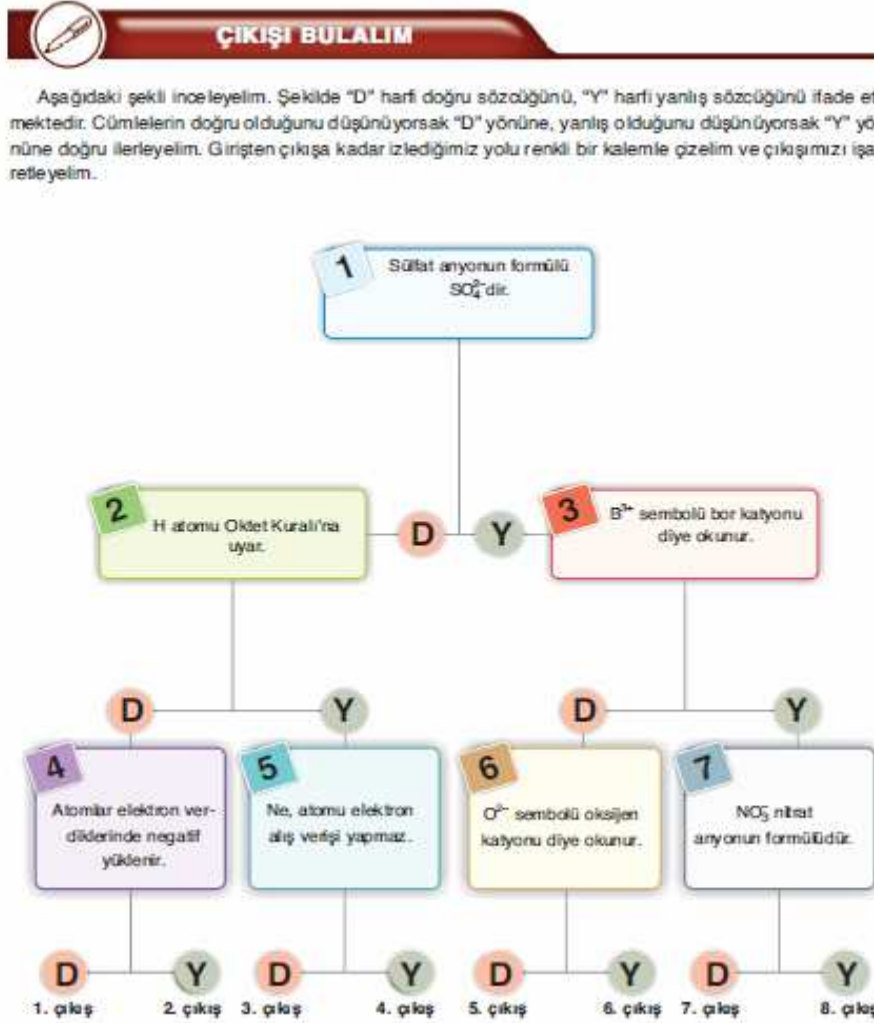 ÇIKIŞI BULALIM
Aşağıdaki şekli inceleyelim. Şekilde "D" harfi doğru sözcüğünü, "Y" harfi yanlış sözcüğünü ifade et
mektedir. Cümlelerin doğru olduğunu düşünüyorsak "D" yönüne, yanlış olduğunu düşünüyorsak "Y" yö
nüne doğru ilerleyelim. Girişten çıkışa kadar izlediğimiz yolu renkli bir kalemle çizelim ve çıkışımızı işa
retleyelim.
1
Sülfat anyonun formülü
SO₄²⁻dir.
2
H atomu Oktet Kuralı'na
uyar.
D
Y
3
B³⁺ sembolü bor katyonu
diye okunur.
D
Y
D
Y
4
Atomlar elektron ver-
diklerinde negatif
yüklenir.
5
Ne, atomu elektron
alış verişi yapmaz.
6
O²⁻ sembolü oksijen
katyonu diye okunur.
7
NO₃⁻ nitrat
anyonun formülüdür.
D
Y
D
Y
D
Y
D
Y
1. çıkış
2. çıkış
3. çıkış
4. çıkış
5. çıkış
6. çıkış
7. çıkış
8. çıkış